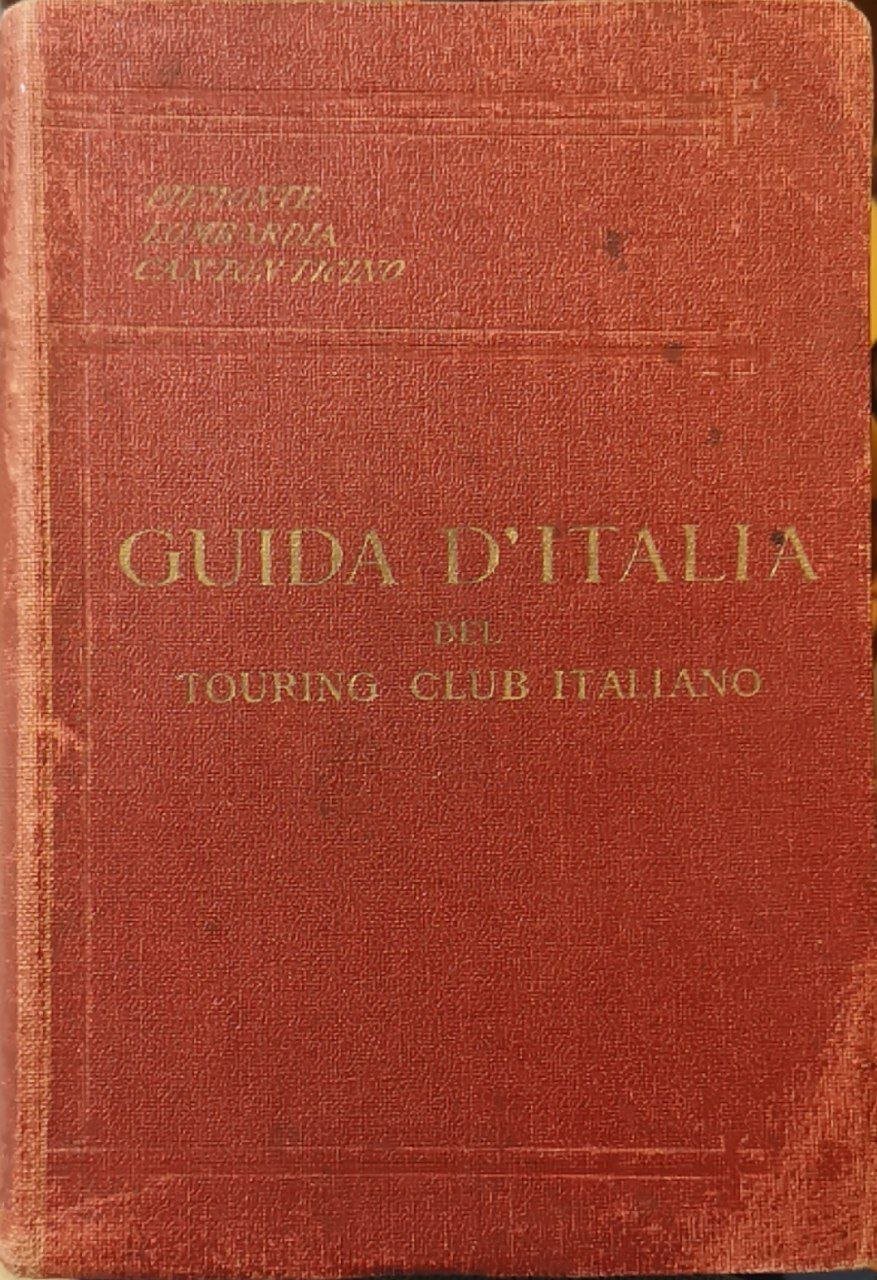 PIEMONTE
LOMBARDIA
CANTON TICINO
GUIDA D'ITALIA
DEL
TOURING CLUB ITALIANO